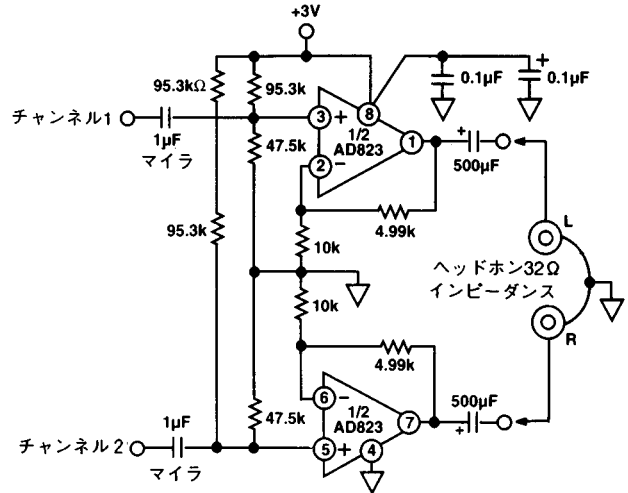 +3V
95.3kΩ
95.3k
0.1µF
+
0.1µF
チャンネル1
1µF
マイラ
3
+
8
1/2
AD823
1
2
−
+
500µF
47.5k
95.3k
4.99k
10k
L
ヘッドホン32Ω
インピーダンス
10k
R
4.99k
47.5k
6
−
1/2
AD823
7
500µF
+
チャンネル2
1µF
マイラ
5
+
4